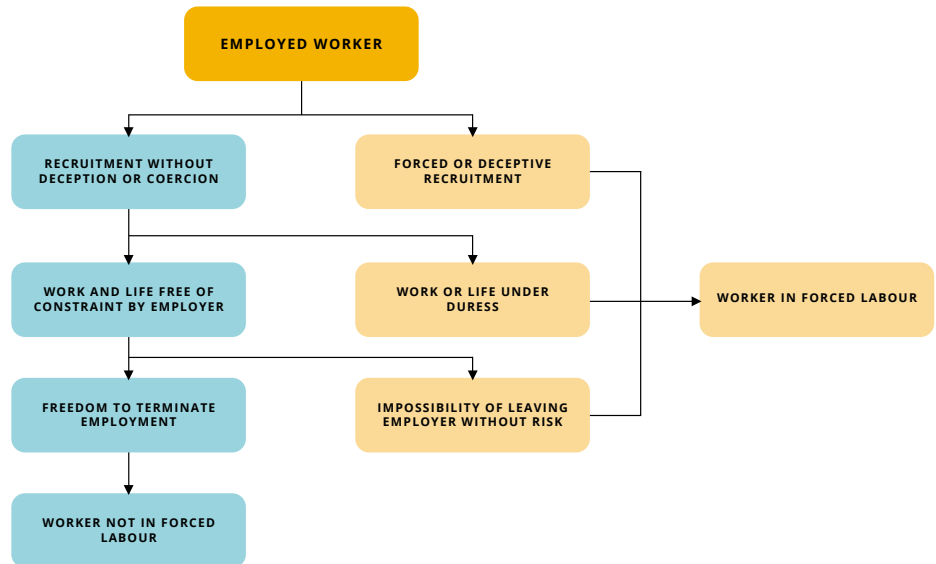 EMPLOYED WORKER
RECRUITMENT WITHOUT
DECEPTION OR COERCION
FORCED OR DECEPTIVE
RECRUITMENT
WORK AND LIFE FREE OF
CONSTRAINT BY EMPLOYER
WORK OR LIFE UNDER
DURESS
WORKER IN FORCED LABOUR
FREEDOM TO TERMINATE
EMPLOYMENT
IMPOSSIBILITY OF LEAVING
EMPLOYER WITHOUT RISK
WORKER NOT IN FORCED
LABOUR